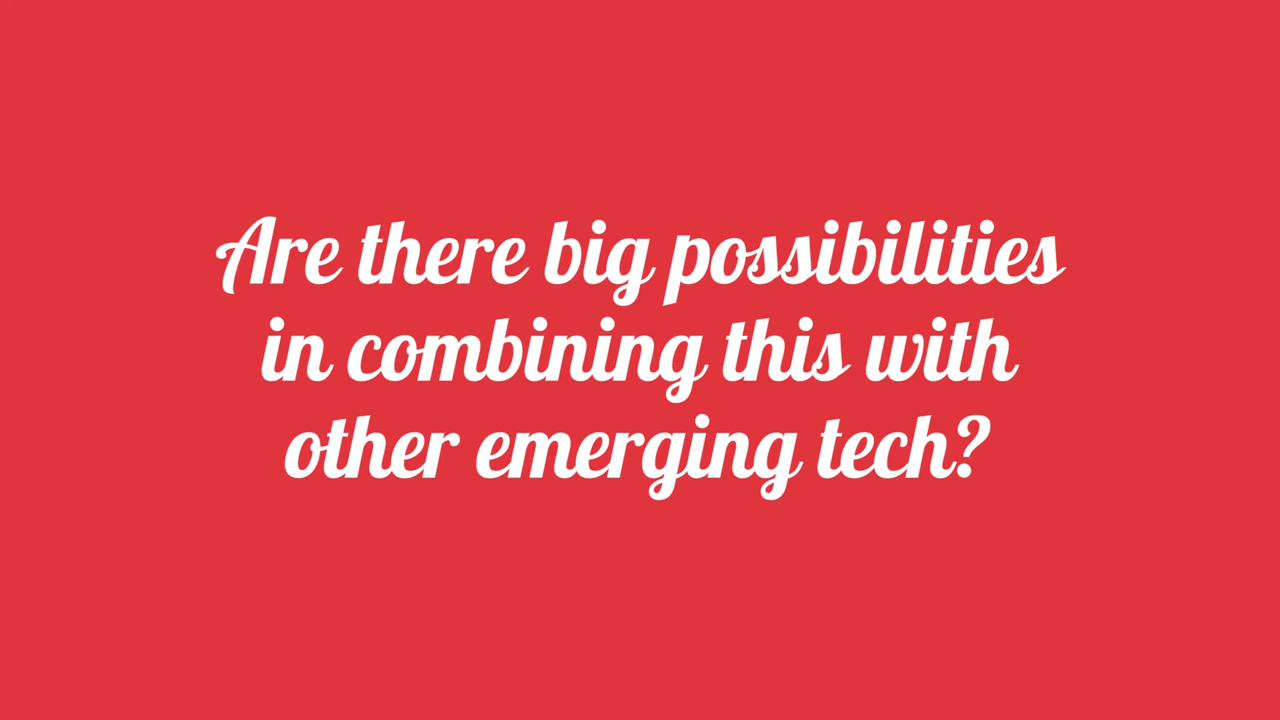 Are there big possibilities
in combining this with
other emerging tech?